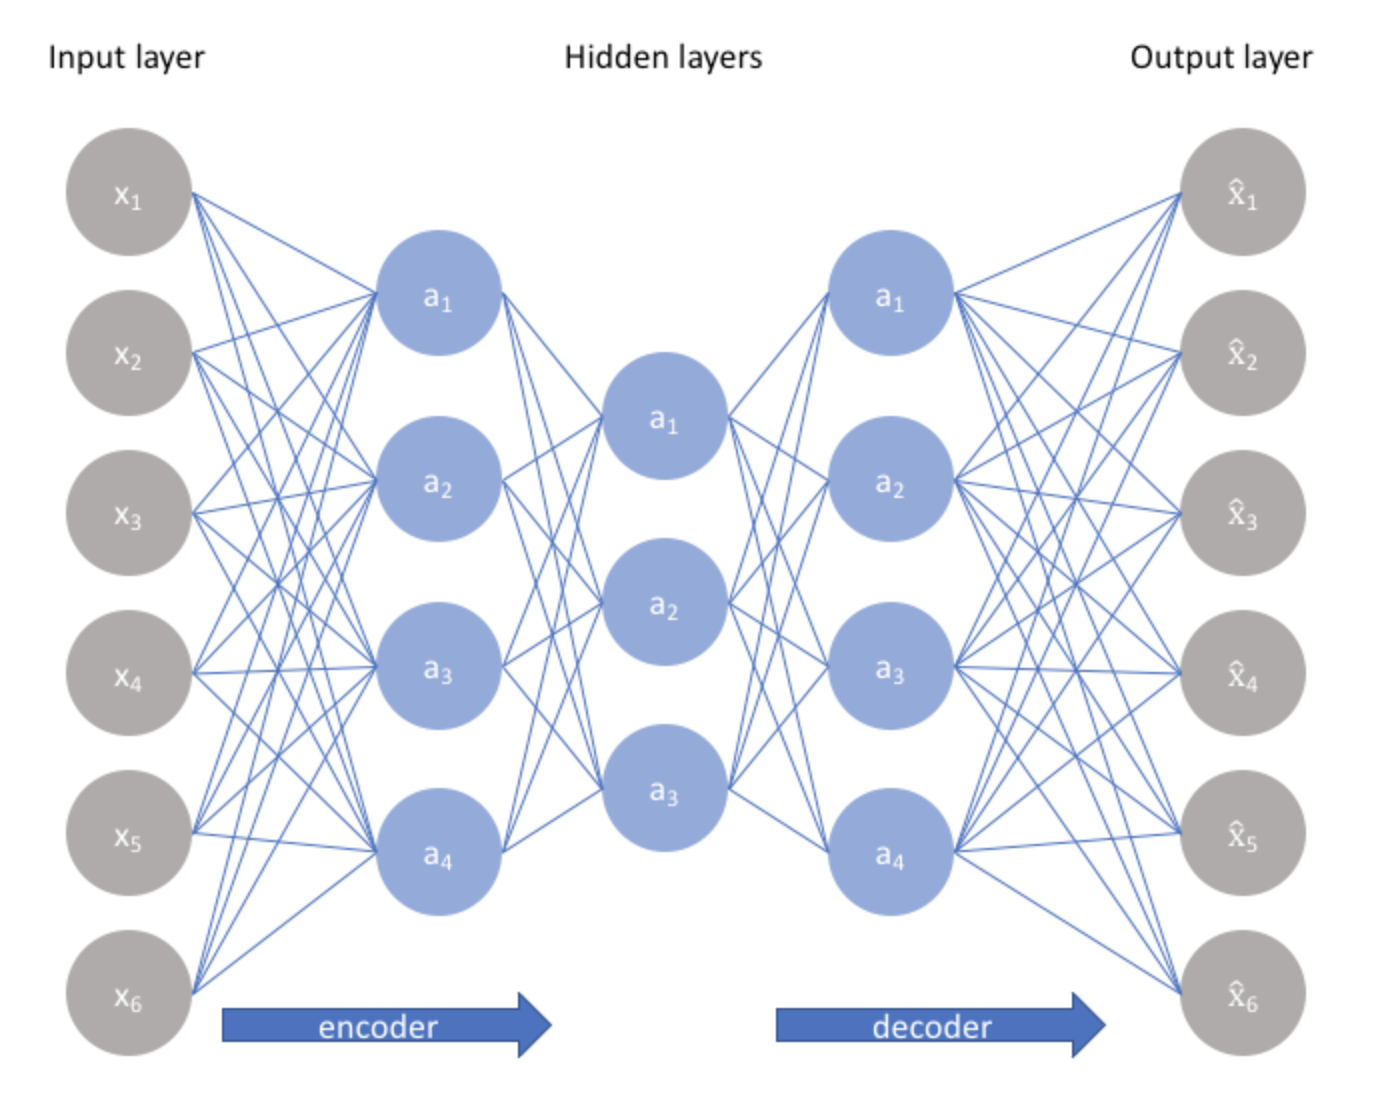 Input layer
Hidden layers
Output layer
x₁
x₂
x₃
x₄
x₅
x₆
a₁
a₂
a₃
a₄
a₁
a₂
a₃
a₁
a₂
a₃
a₄
x̂₁
x̂₂
x̂₃
x̂₄
x̂₅
x̂₆
encoder
decoder